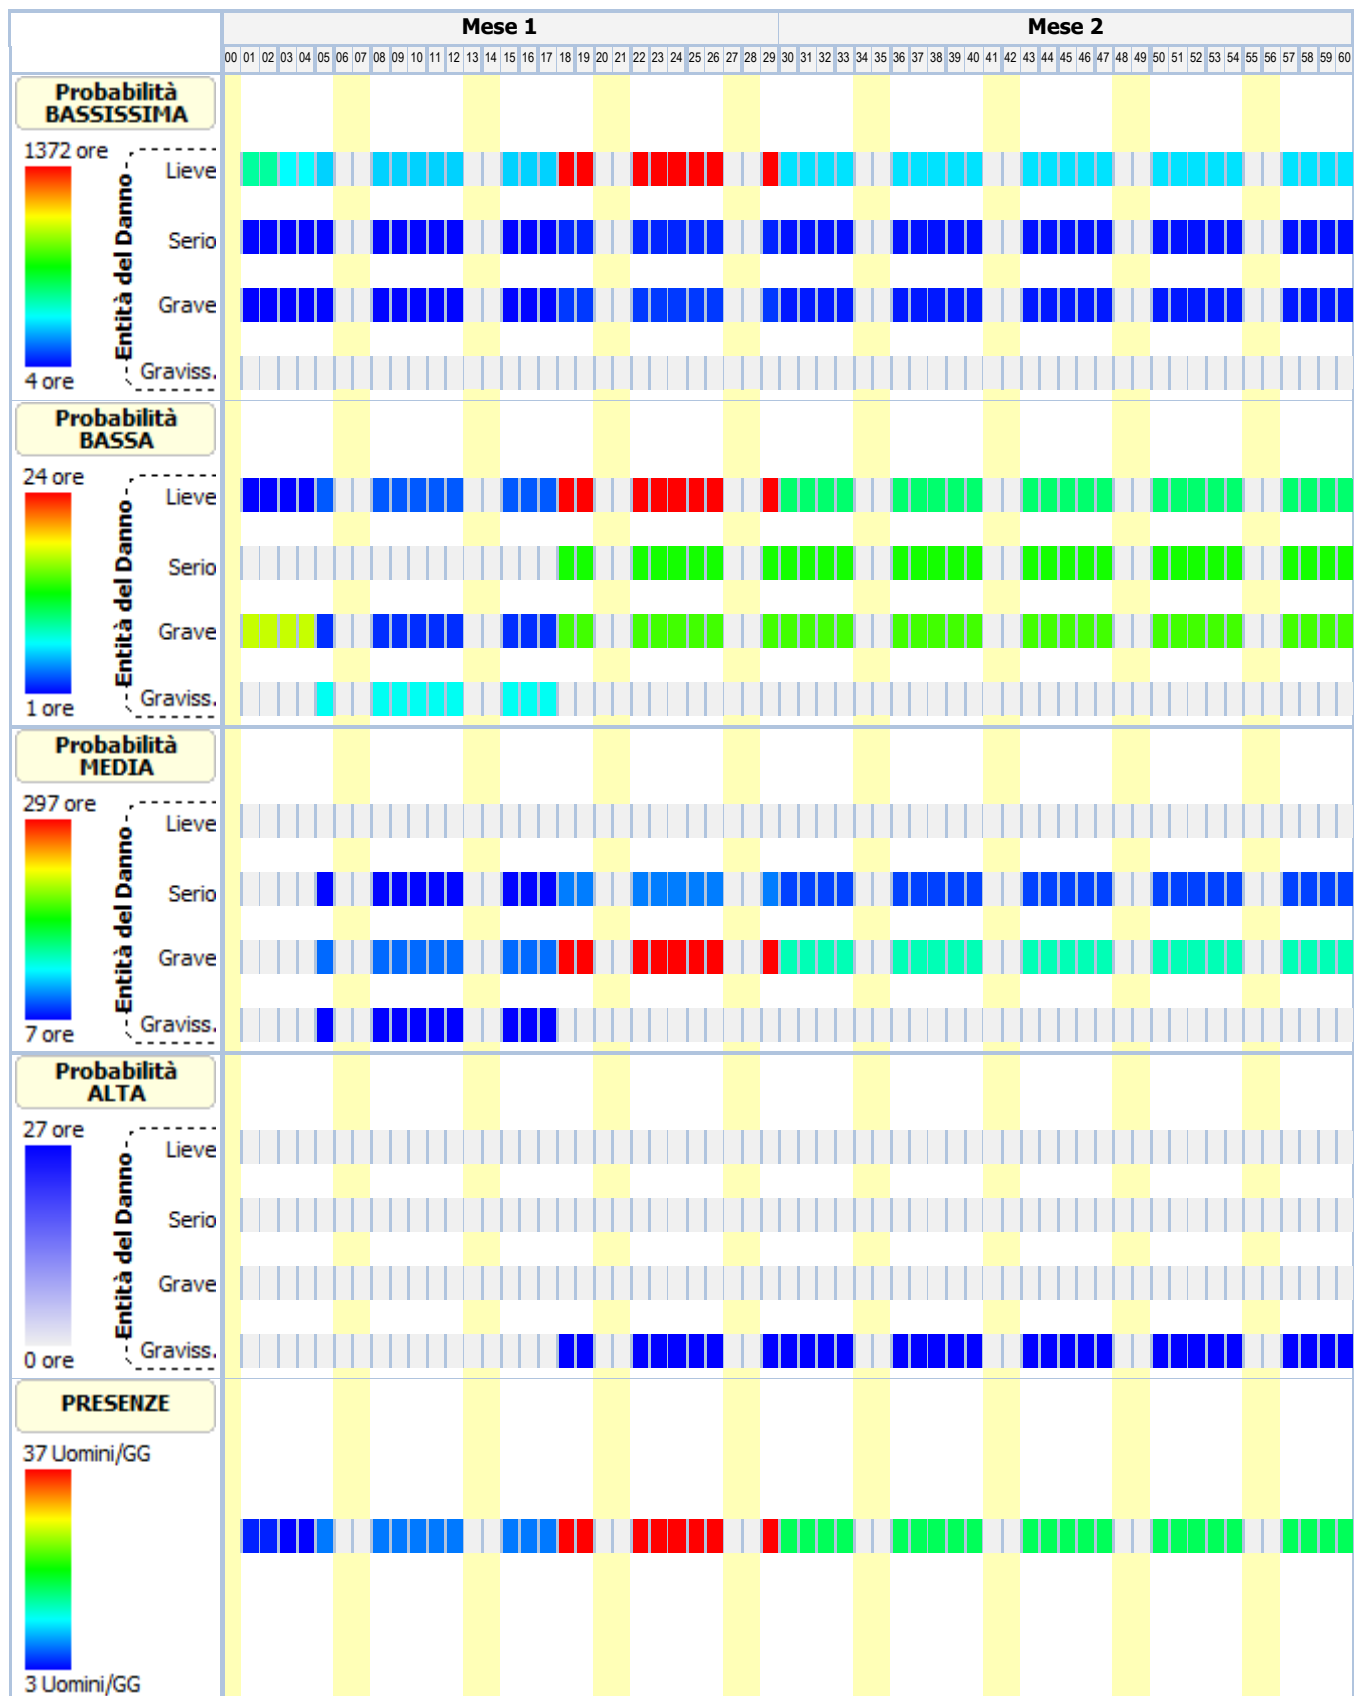 Mese 1 Mese 2
00 01 02 03 04 05 06 07 08 09 10 11 12 13 14 15 16 17 18 19 20 21 22 23 24 25 26 27 28 29 30 31 32 33 34 35 36 37 38 39 40 41 42 43 44 45 46 47 48 49 50 51 52 53 54 55 56 57 58 59 60
Probabilità
BASSISSIMA
1372 ore
4 ore
Entità del Danno
Lieve
Serio
Grave
Graviss.
Probabilità
BASSA
24 ore
1 ore
Entità del Danno
Lieve
Serio
Grave
Graviss.
Probabilità
MEDIA
297 ore
7 ore
Entità del Danno
Lieve
Serio
Grave
Graviss.
Probabilità
ALTA
27 ore
0 ore
Entità del Danno
Lieve
Serio
Grave
Graviss.
PRESENZE
37 Uomini/GG
3 Uomini/GG